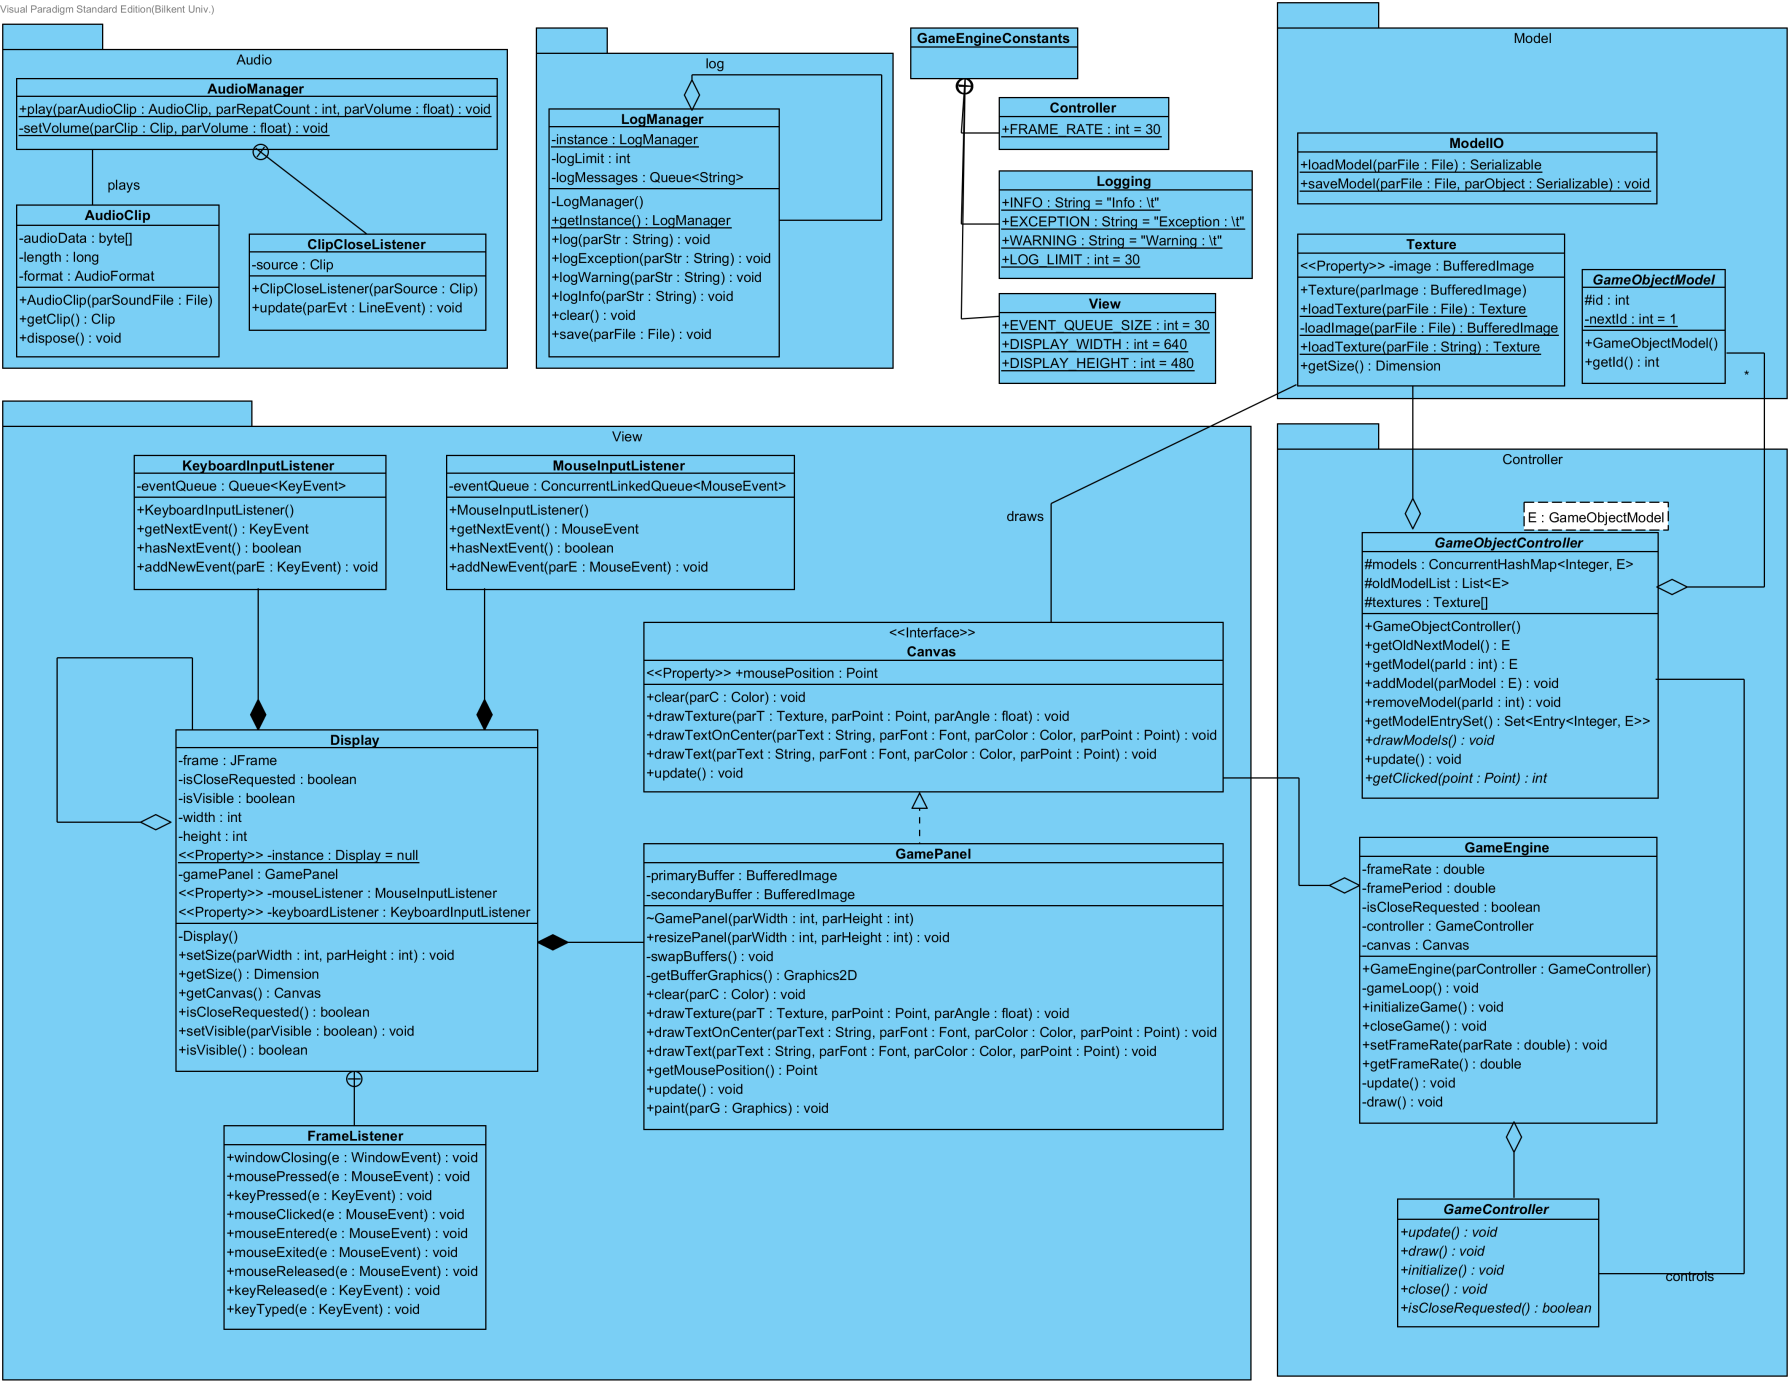 Visual Paradigm Standard Edition(Bilkent Univ.)
Audio
AudioManager
+play(parAudioClip : AudioClip, parRepatCount : int, parVolume : float) : void
-setVolume(parClip : Clip, parVolume : float) : void
plays
AudioClip
-audioData : byte[]
-length : long
-format : AudioFormat
+AudioClip(parSoundFile : File)
+getClip() : Clip
+dispose() : void
ClipCloseListener
-source : Clip
+ClipCloseListener(parSource : Clip)
+update(parEvt : LineEvent) : void
log
LogManager
-instance : LogManager
-logLimit : int
-logMessages : Queue<String>
-LogManager()
+getInstance() : LogManager
+log(parStr : String) : void
+logException(parStr : String) : void
+logWarning(parStr : String) : void
+logInfo(parStr : String) : void
+clear() : void
+save(parFile : File) : void
GameEngineConstants
Controller
+FRAME_RATE : int = 30
Logging
+INFO : String = "Info : \t"
+EXCEPTION : String = "Exception : \t"
+WARNING : String = "Warning : \t"
+LOG_LIMIT : int = 30
View
+EVENT_QUEUE_SIZE : int = 30
+DISPLAY_WIDTH : int = 640
+DISPLAY_HEIGHT : int = 480
Model
ModelIO
+loadModel(parFile : File) : Serializable
+saveModel(parFile : File, parObject : Serializable) : void
Texture
<<Property>> -image : BufferedImage
+Texture(parImage : BufferedImage)
+loadTexture(parFile : File) : Texture
-loadImage(parFile : File) : BufferedImage
+loadTexture(parFile : String) : Texture
+getSize() : Dimension
GameObjectModel
#id : int
-nextId : int = 1
+GameObjectModel()
+getId() : int
*
View
KeyboardInputListener
-eventQueue : Queue<KeyEvent>
+KeyboardInputListener()
+getNextEvent() : KeyEvent
+hasNextEvent() : boolean
+addNewEvent(parE : KeyEvent) : void
MouseInputListener
-eventQueue : ConcurrentLinkedQueue<MouseEvent>
+MouseInputListener()
+getNextEvent() : MouseEvent
+hasNextEvent() : boolean
+addNewEvent(parE : MouseEvent) : void
draws
<<Interface>>
Canvas
<<Property>> +mousePosition : Point
+clear(parC : Color) : void
+drawTexture(parT : Texture, parPoint : Point, parAngle : float) : void
+drawTextOnCenter(parText : String, parFont : Font, parColor : Color, parPoint : Point) : void
+drawText(parText : String, parFont : Font, parColor : Color, parPoint : Point) : void
+update() : void
Display
-frame : JFrame
-isCloseRequested : boolean
-isVisible : boolean
-width : int
-height : int
<<Property>> -instance : Display = null
-gamePanel : GamePanel
<<Property>> -mouseListener : MouseInputListener
<<Property>> -keyboardListener : KeyboardInputListener
-Display()
+setSize(parWidth : int, parHeight : int) : void
+getSize() : Dimension
+getCanvas() : Canvas
+isCloseRequested() : boolean
+setVisible(parVisible : boolean) : void
+isVisible() : boolean
GamePanel
-primaryBuffer : BufferedImage
-secondaryBuffer : BufferedImage
~GamePanel(parWidth : int, parHeight : int)
+resizePanel(parWidth : int, parHeight : int) : void
-swapBuffers() : void
-getBufferGraphics() : Graphics2D
+clear(parC : Color) : void
+drawTexture(parT : Texture, parPoint : Point, parAngle : float) : void
+drawTextOnCenter(parText : String, parFont : Font, parColor : Color, parPoint : Point) : void
+drawText(parText : String, parFont : Font, parColor : Color, parPoint : Point) : void
+getMousePosition() : Point
+update() : void
+paint(parG : Graphics) : void
FrameListener
+windowClosing(e : WindowEvent) : void
+mousePressed(e : MouseEvent) : void
+keyPressed(e : KeyEvent) : void
+mouseClicked(e : MouseEvent) : void
+mouseEntered(e : MouseEvent) : void
+mouseExited(e : MouseEvent) : void
+mouseReleased(e : MouseEvent) : void
+keyReleased(e : KeyEvent) : void
+keyTyped(e : KeyEvent) : void
Controller
E : GameObjectModel
GameObjectController
#models : ConcurrentHashMap<Integer, E>
#oldModelList : List<E>
#textures : Texture[]
+GameObjectController()
+getOldNextModel() : E
+getModel(parId : int) : E
+addModel(parModel : E) : void
+removeModel(parId : int) : void
+getModelEntrySet() : Set<Entry<Integer, E>>
+drawModels() : void
+update() : void
+getClicked(point : Point) : int
GameEngine
-frameRate : double
-framePeriod : double
-isCloseRequested : boolean
-controller : GameController
-canvas : Canvas
+GameEngine(parController : GameController)
-gameLoop() : void
+initializeGame() : void
+closeGame() : void
+setFrameRate(parRate : double) : void
+getFrameRate() : double
-update() : void
-draw() : void
GameController
+update() : void
+draw() : void
+initialize() : void
+close() : void
+isCloseRequested() : boolean
controls